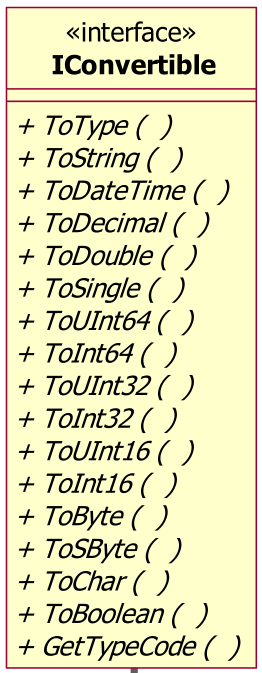 «interface»
IConvertible
+ ToType ( )
+ ToString ( )
+ ToDateTime ( )
+ ToDecimal ( )
+ ToDouble ( )
+ ToSingle ( )
+ ToUInt64 ( )
+ ToInt64 ( )
+ ToUInt32 ( )
+ ToInt32 ( )
+ ToUInt16 ( )
+ ToInt16 ( )
+ ToByte ( )
+ ToSByte ( )
+ ToChar ( )
+ ToBoolean ( )
+ GetTypeCode ( )